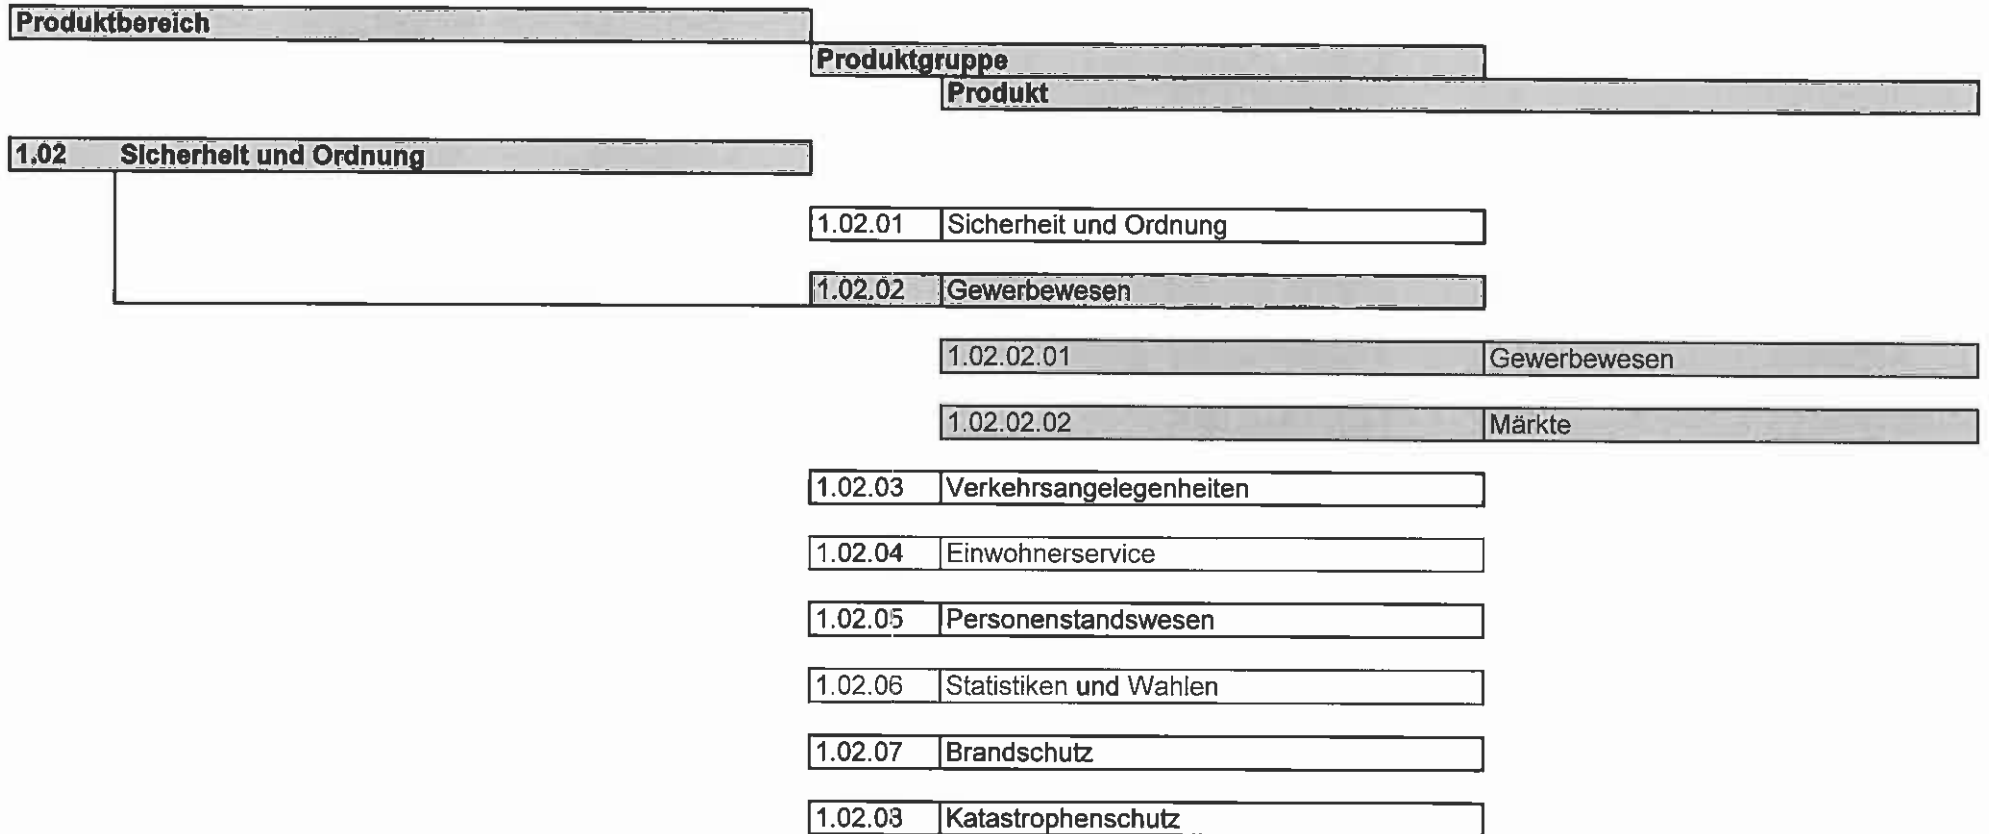 Produktbereich
Produktgruppe
Produkt
1.02 Sicherheit und Ordnung
1.02.01 Sicherheit und Ordnung
1.02.02 Gewerbewesen
1.02.02.01 Gewerbewesen
1.02.02.02 Märkte
1.02.03 Verkehrsangelegenheiten
1.02.04 Einwohnerservice
1.02.05 Personenstandswesen
1.02.06 Statistiken und Wahlen
1.02.07 Brandschutz
1.02.08 Katastrophenschutz